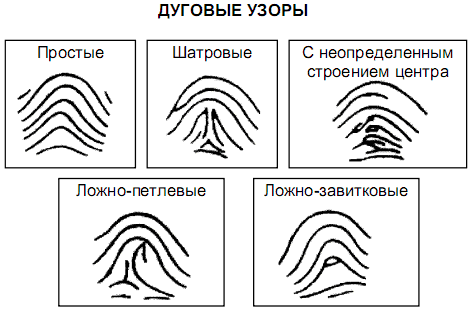 ДУГОВЫЕ УЗОРЫ
Простые
Шатровые
С неопределенным
строением центра
Ложно-петлевые
Ложно-завитковые